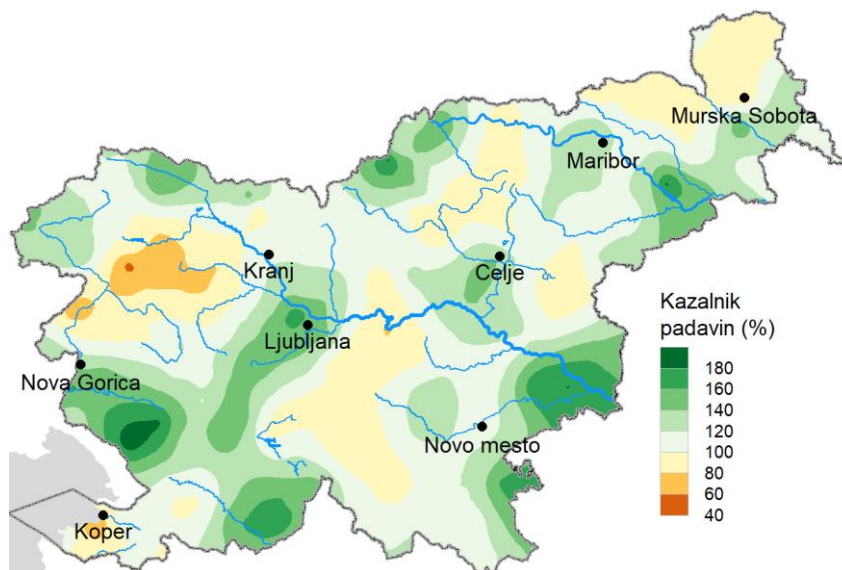 Murska Sobota
Maribor
Kranj
Celje
Ljubljana
Nova Gorica
Novo mesto
Koper
Kazalnik
padavin (%)
180
160
140
120
100
80
60
40